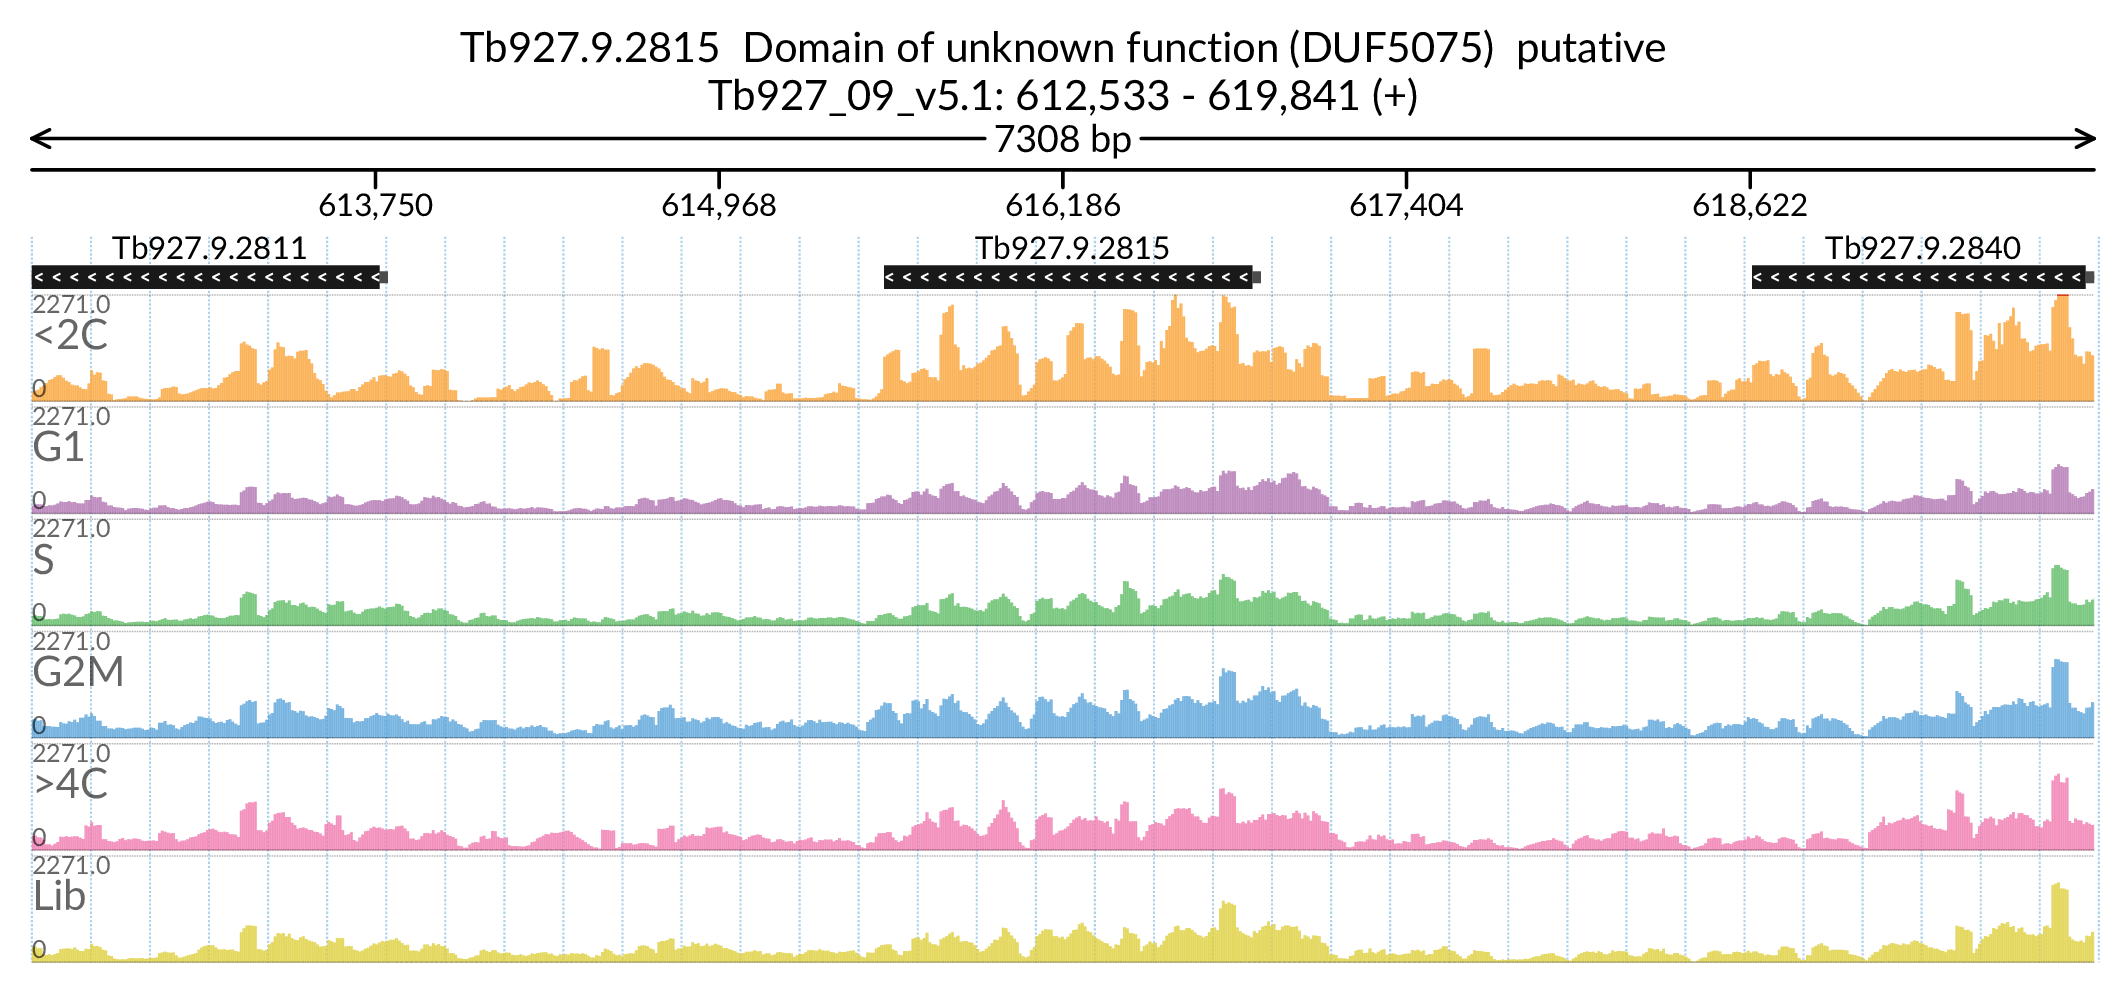 Tb927.9.2815  Domain of unknown function (DUF5075)  putative
Tb927_09_v5.1: 612,533 - 619,841 (+)
7308 bp
613,750 614,968 616,186 617,404 618,622
Tb927.9.2811 Tb927.9.2815 Tb927.9.2840
2271.0
<2C
0
2271.0
G1
0
2271.0
S
0
2271.0
G2M
0
2271.0
>4C
0
2271.0
Lib
0